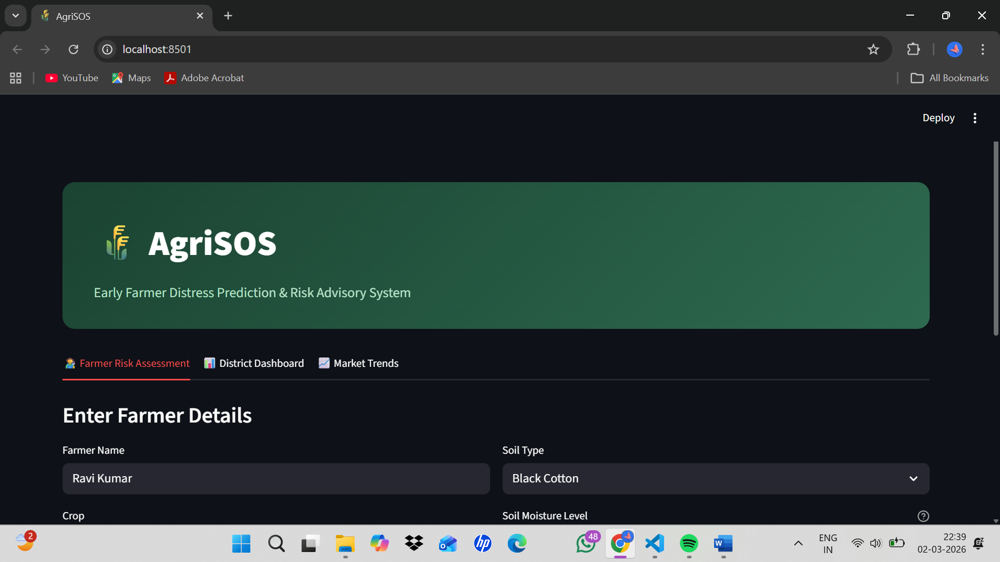 AgriSOS
localhost:8501
YouTube
Maps
Adobe Acrobat
All Bookmarks
Deploy
AgriSOS
Early Farmer Distress Prediction & Risk Advisory System
Farmer Risk Assessment
District Dashboard
Market Trends
Enter Farmer Details
Farmer Name
Soil Type
Ravi Kumar
Black Cotton
Crop
Soil Moisture Level
2
hp
48
W
ENG
IN
22:39
02-03-2026